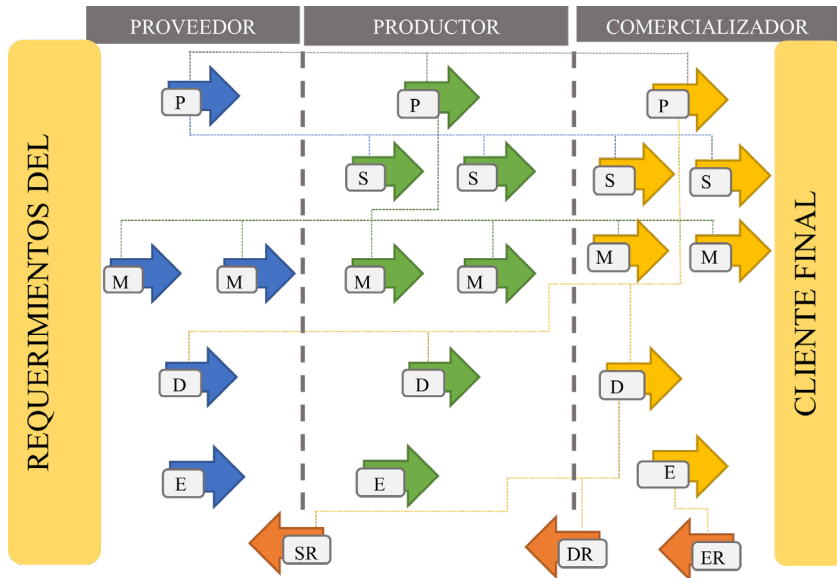 PROVEEDOR
PRODUCTOR
COMERCIALIZADOR
REQUERIMIENTOS DEL
CLIENTE FINAL
P
P
P
S
S
S
S
M
M
M
M
M
M
D
D
D
E
E
E
SR
DR
ER